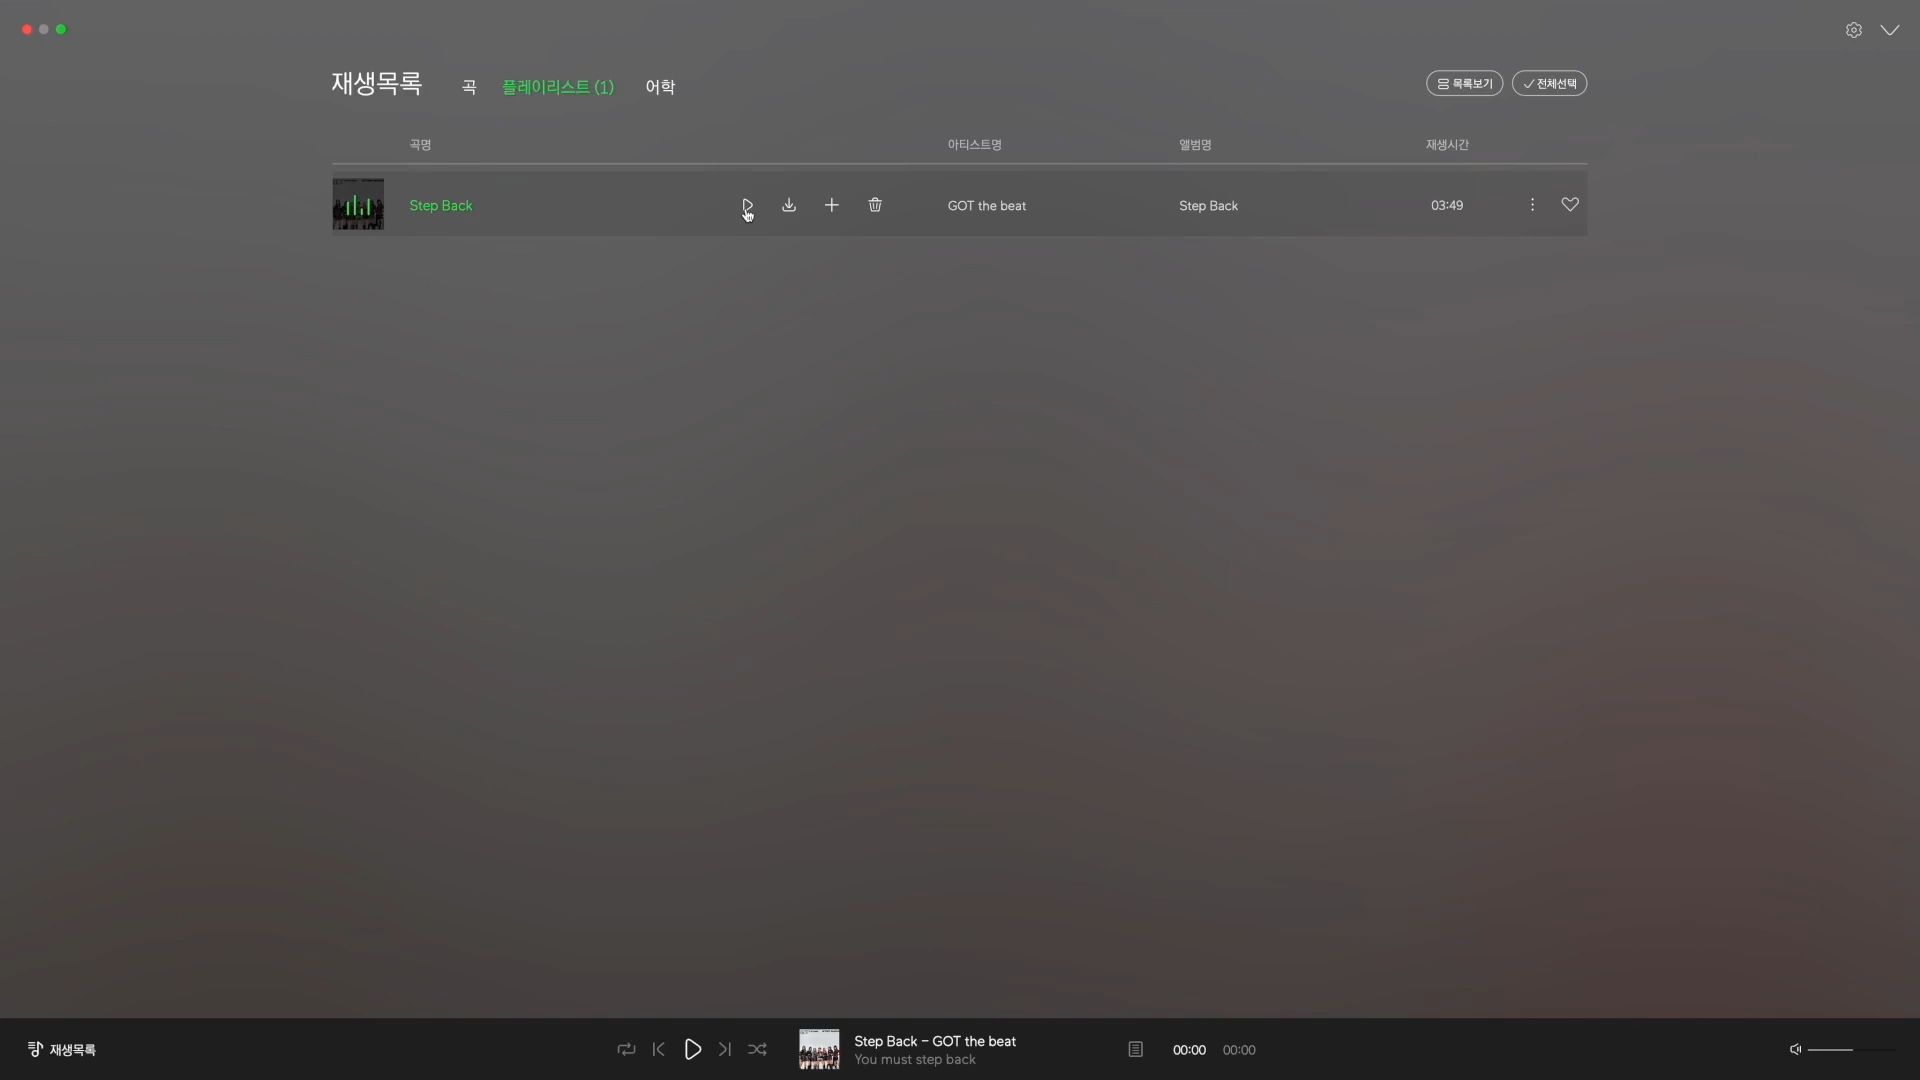 재생목록 곡 플레이리스트 (1) 어학 목록보기 전체선택
곡명 아티스트명 앨범명 재생시간
Step Back GOT the beat Step Back 03:49
재생목록
Step Back – GOT the beat
You must step back
00:00 00:00